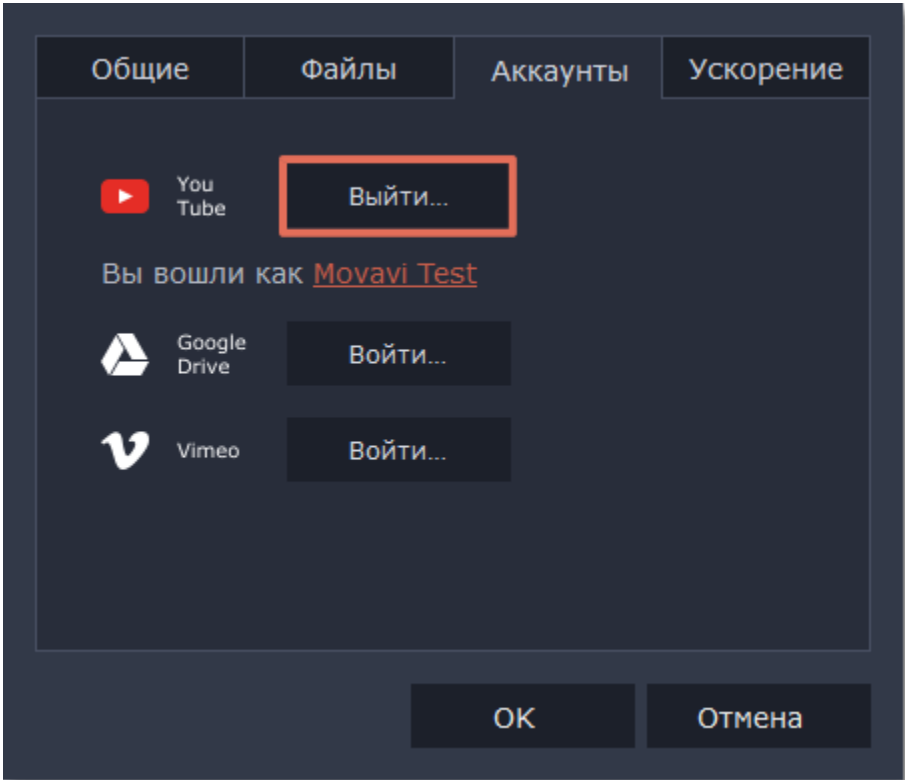 Общие Файлы Аккаунты Ускорение
You
Tube
Выйти...
Вы вошли как Movavi Test
Google
Drive
Войти...
Vimeo
Войти...
OK Отмена